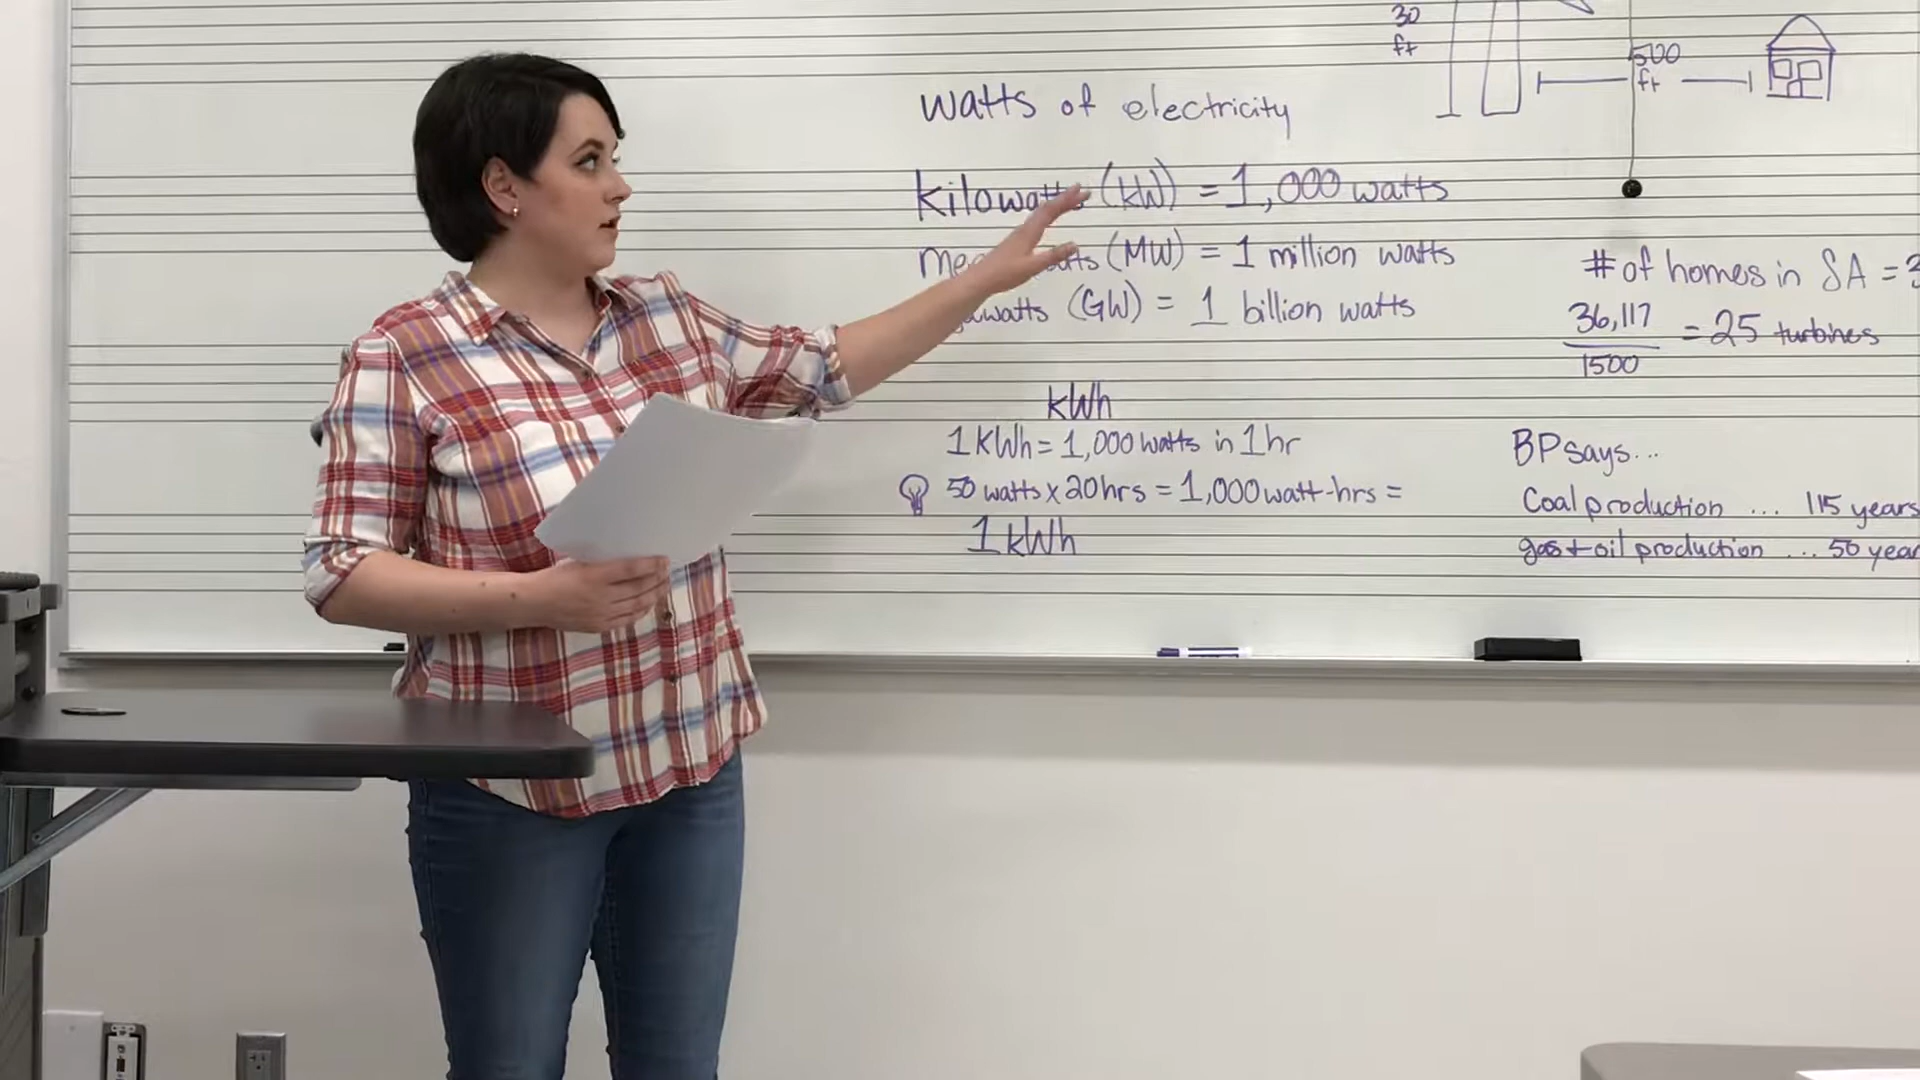 30
ft
500
ft
watts of electricity
kilowatts (kW) = 1,000 watts
(MW) = 1 million watts
(GW) = 1 billion watts
kWh
1 kWh = 1,000 watts in 1 hr
50 watts x 20 hrs = 1,000 watt-hrs =
1 kWh
# of homes in SA = 3
36,117
1500
= 25 turbines
BP says...
Coal production ... 115 years
gas + oil production ... 50 year